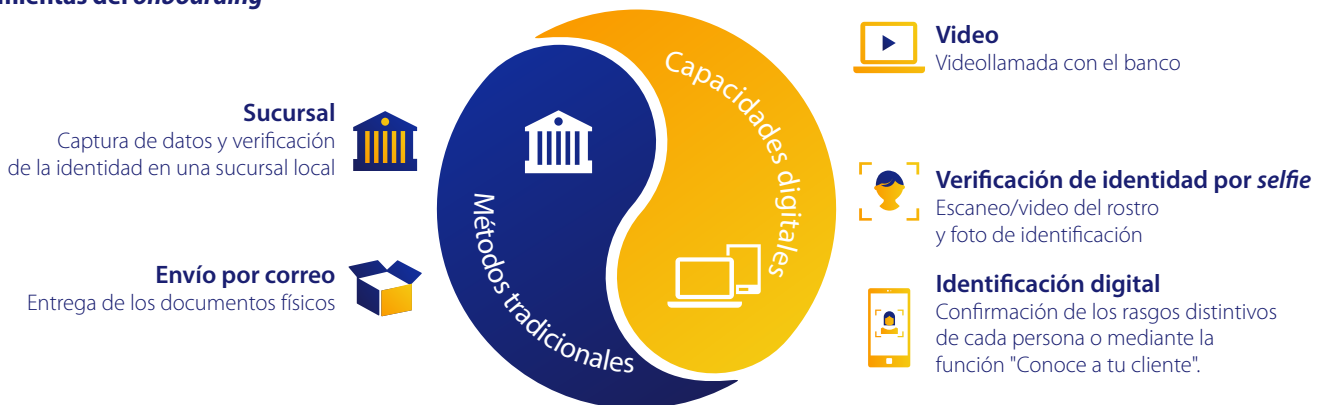 onboarding
Sucursal
Captura de datos y verificación
de la identidad en una sucursal local
Envío por correo
Entrega de los documentos físicos
Métodos tradicionales
Capacidades digitales
Video
Videollamada con el banco
Verificación de identidad por selfie
Escaneo/video del rostro
y foto de identificación
Identificación digital
Confirmación de los rasgos distintivos
de cada persona o mediante la
función "Conoce a tu cliente".